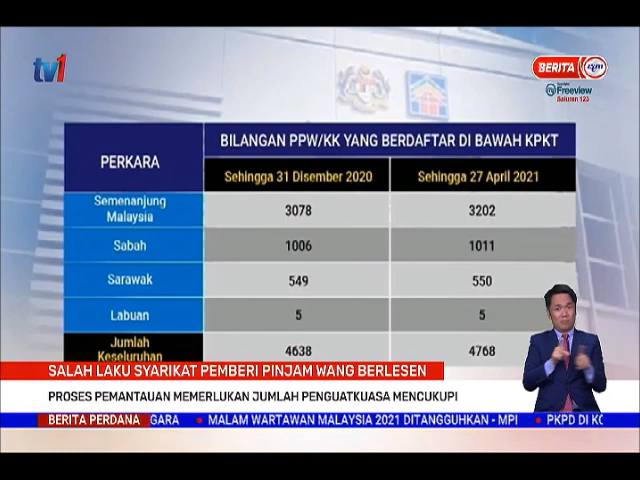 tv1
BERITA rtm
Freeview
Saluran 123
PERKARA
BILANGAN PPW/KK YANG BERDAFTAR DI BAWAH KPKT
Sehingga 31 Disember 2020
Sehingga 27 April 2021
Semenanjung
Malaysia
3078
3202
Sabah
1006
1011
Sarawak
549
550
Labuan
5
5
Jumlah
Keseluruhan
4638
4768
SALAH LAKU SYARIKAT PEMBERI PINJAM WANG BERLESEN
PROSES PEMANTAUAN MEMERLUKAN JUMLAH PENGUATKUASA MENCUKUPI
BERITA PERDANA GARA • MALAM WARTAWAN MALAYSIA 2021 DITANGGUHKAN - MPI • PKPD DI KO